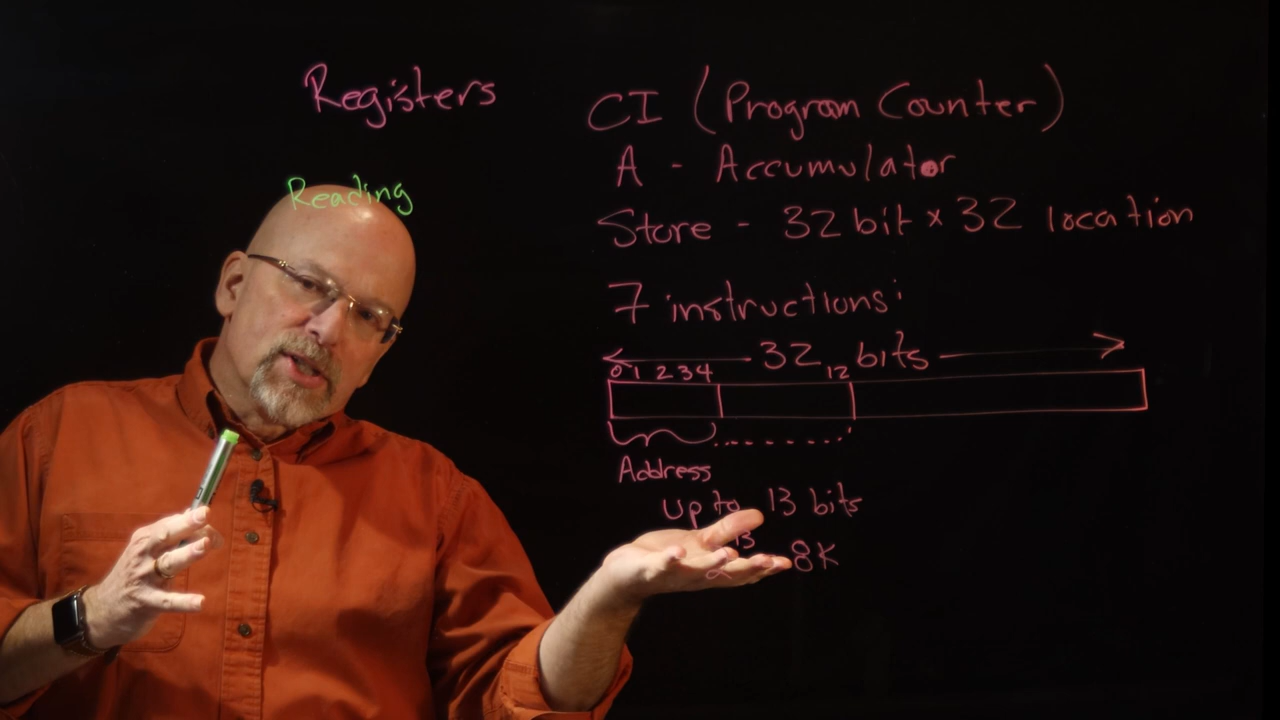 Registers
Reading
CI (Program Counter)
A - Accumulator
Store - 32 bit x 32 location
7 instructions:
32 bits
0 1 2 3 4 12
Address
up to 13 bits
13 8K